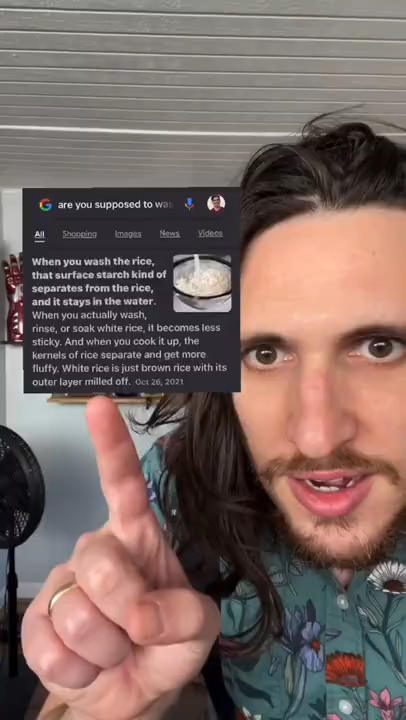 are you supposed to was
All Shopping Images News Videos
When you wash the rice,
that surface starch kind of
separates from the rice,
and it stays in the water.
When you actually wash,
rinse, or soak white rice, it becomes less
sticky. And when you cook it up, the
kernels of rice separate and get more
fluffy. White rice is just brown rice with its
outer layer milled off. Oct 26, 2021